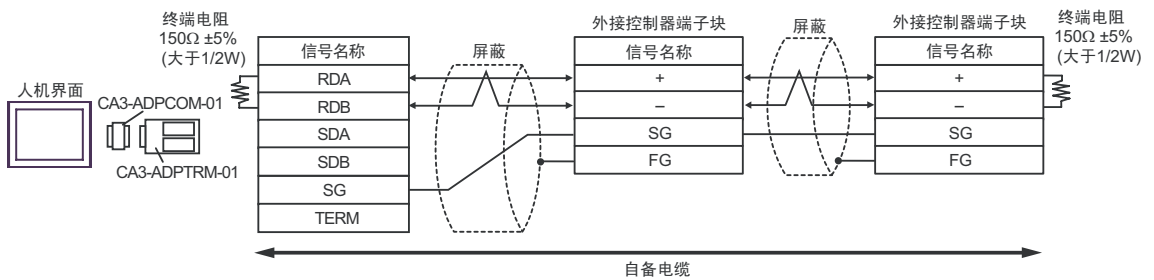 终端电阻
150Ω ±5%
(大于1/2W)
人机界面
CA3-ADPCOM-01
CA3-ADPTRM-01
信号名称
RDA
RDB
SDA
SDB
SG
TERM
屏蔽
外接控制器端子块
信号名称
+
–
SG
FG
屏蔽
外接控制器端子块
信号名称
+
–
SG
FG
终端电阻
150Ω ±5%
(大于1/2W)
自备电缆